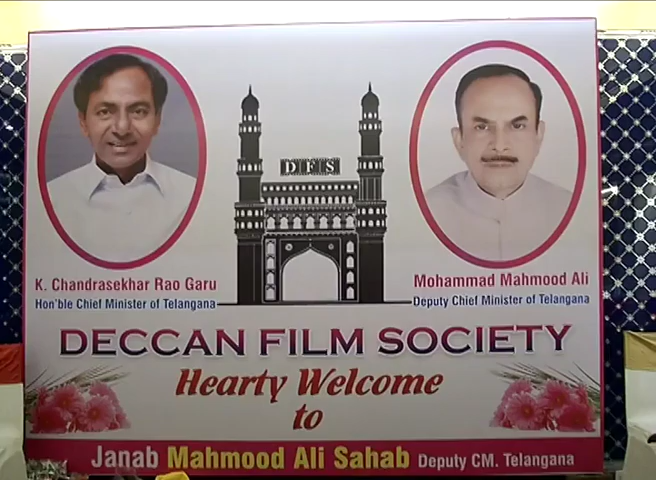 DFS
K. Chandrasekhar Rao Garu
Hon'ble Chief Minister of Telangana
Mohammad Mahmood Ali
Deputy Chief Minister of Telangana
DECCAN FILM SOCIETY
Hearty Welcome
to
Janab Mahmood Ali Sahab Deputy CM. Telangana